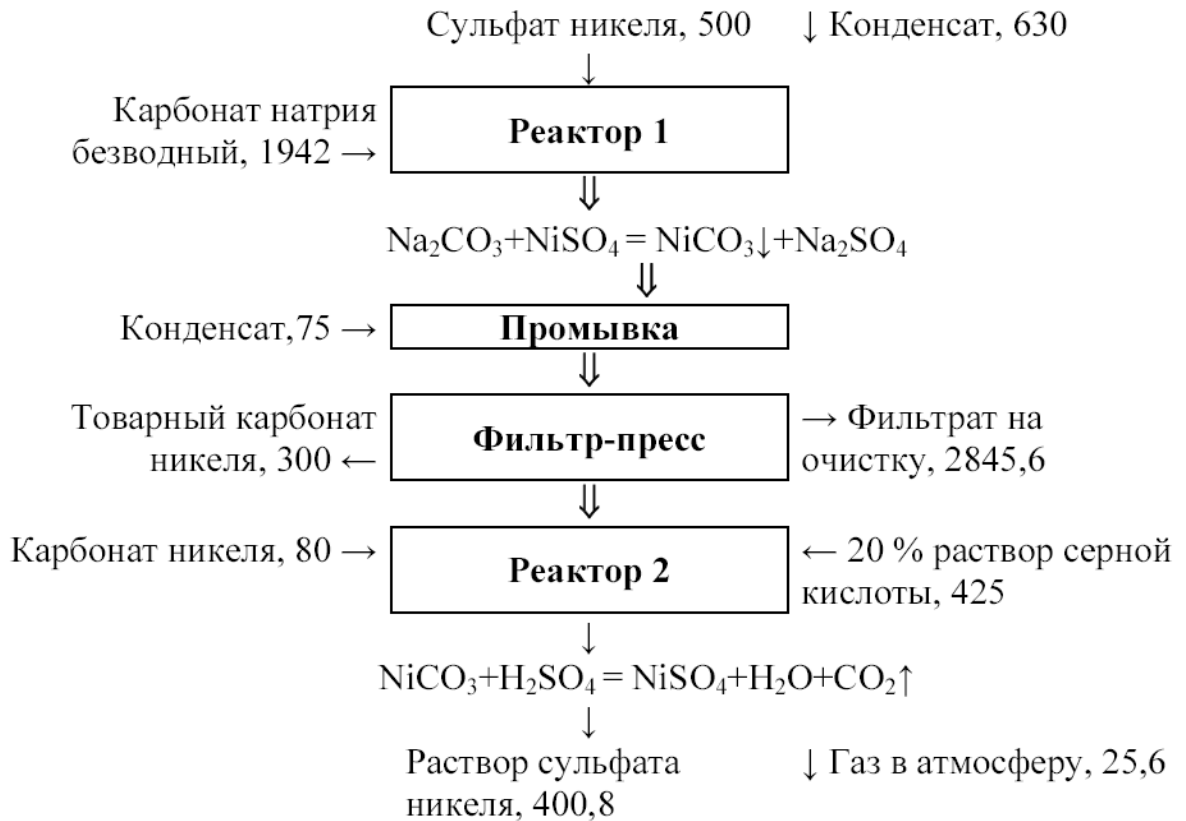 Сульфат никеля, 500 ↓ Конденсат, 630
↓
Карбонат натрия
безводный, 1942 →
Реактор 1
⇓
Na₂CO₃+NiSO₄ = NiCO₃↓+Na₂SO₄
⇓
Конденсат,75 →
Промывка
⇓
Товарный карбонат
никеля, 300 ←
Фильтр-пресс
→ Фильтрат на
очистку, 2845,6
⇓
Карбонат никеля, 80 →
Реактор 2
← 20 % раствор серной
кислоты, 425
↓
NiCO₃+H₂SO₄ = NiSO₄+H₂O+CO₂↑
↓
Раствор сульфата
никеля, 400,8
↓ Газ в атмосферу, 25,6